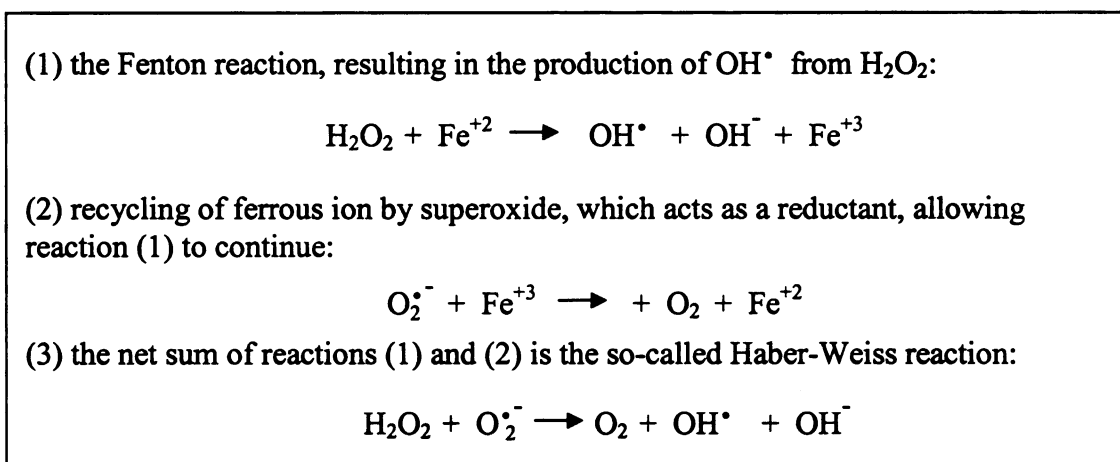 (1) the Fenton reaction, resulting in the production of OH• from H₂O₂:
H₂O₂ + Fe⁺² → OH• + OH⁻ + Fe⁺³
(2) recycling of ferrous ion by superoxide, which acts as a reductant, allowing
reaction (1) to continue:
O₂•⁻ + Fe⁺³ → + O₂ + Fe⁺²
(3) the net sum of reactions (1) and (2) is the so-called Haber-Weiss reaction:
H₂O₂ + O₂•⁻ → O₂ + OH• + OH⁻